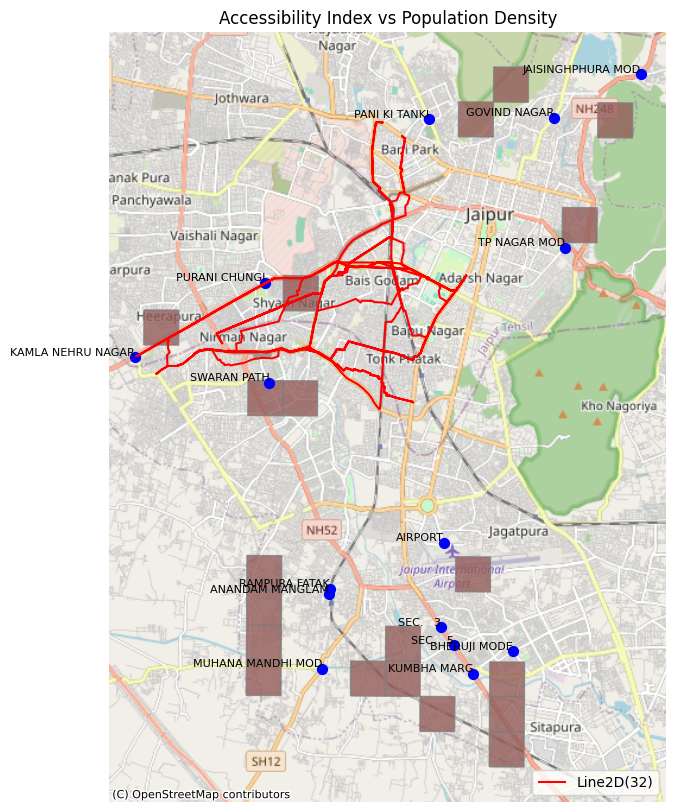 Accessibility Index vs Population Density
Nagar
JAISINGHPHURA MOD
Jothwara
NH248
PANI KI TANKI
GOVIND NAGAR
Bani Park
anak Pura
Panchyawala
Jaipur
Vaishali Nagar
TP NAGAR MOD
arpura
PURANI CHUNGI
Bais Godam
Adarsh Nagar
Shyam Nagar
Heerapura
Nirman Nagar
Bapu Nagar
Jaipur Tehsil
KAMLA NEHRU NAGAR
Tonk Phatak
SWARAN PATH
Kho Nagoriya
NH52
AIRPORT
Jagatpura
Jaipur International
Airport
RAMPURA FATAK
ANANDAM MANGLAN
SEC. 3
SEC. 5
BHERUJI MODE
MUHANA MANDHI MOD
KUMBHA MARG
Sitapura
SH12
Line2D(32)
(C) OpenStreetMap contributors